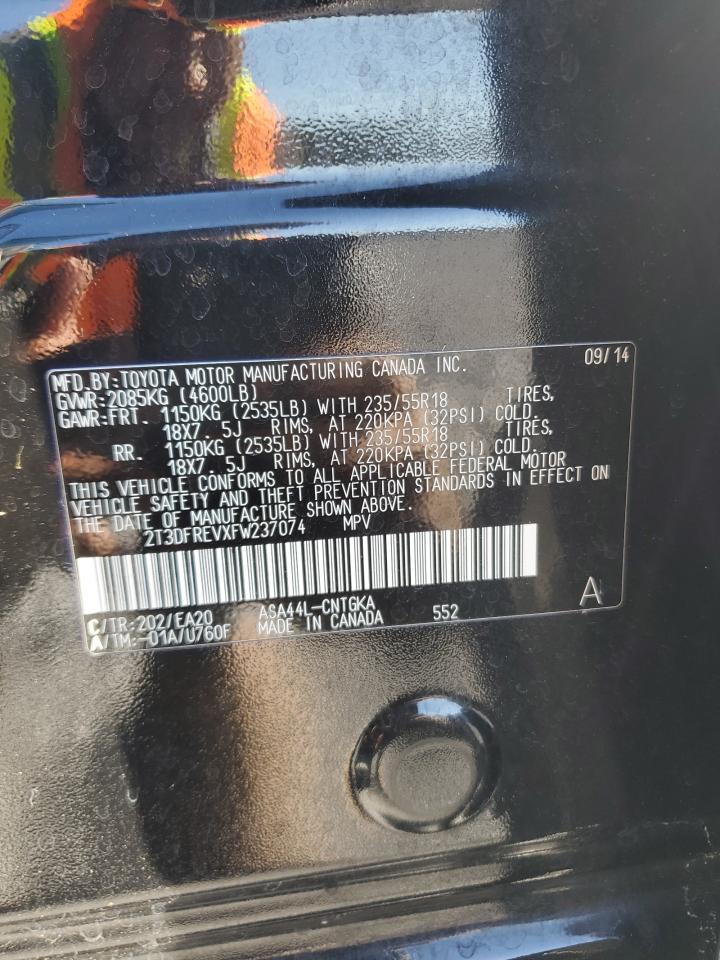 09/14
MFD.BY:TOYOTA MOTOR MANUFACTURING CANADA INC.
GVWR:2085KG (4600LB)
GAWR:FRT. 1150KG (2535LB) WITH 235/55R18 TIRES,
18X7.5J RIMS, AT 220KPA (32PSI) COLD.
RR. 1150KG (2535LB) WITH 235/55R18 TIRES,
18X7.5J RIMS, AT 220KPA (32PSI) COLD.
THIS VEHICLE CONFORMS TO ALL APPLICABLE FEDERAL MOTOR
VEHICLE SAFETY AND THEFT PREVENTION STANDARDS IN EFFECT ON
THE DATE OF MANUFACTURE SHOWN ABOVE.
2T3DFREVXFW237074 MPV
C/TR:202/EA20 ASA44L-CNTGKA 552 A
A/TM:-01A/U760F MADE IN CANADA